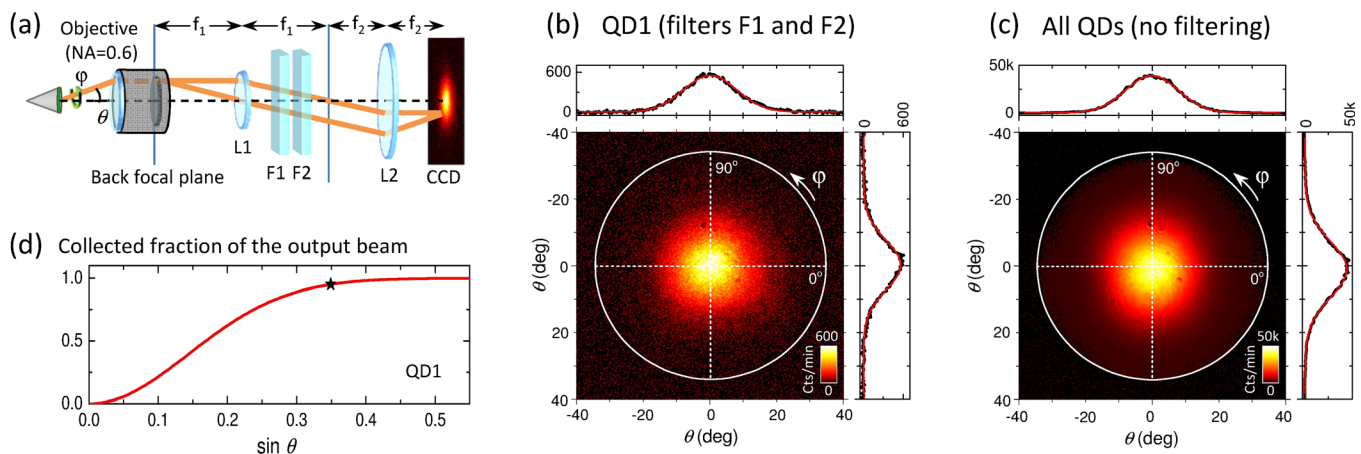 (a)
Objective
(NA=0.6)
f₁
f₁
f₂
f₂
φ
θ
L1
F1
F2
L2
CCD
Back focal plane
(b) QD1 (filters F1 and F2)
600
0
0
600
-40
-20
0
20
40
90°
φ
0°
600
Cts/min
0
-40
-20
0
20
40
θ (deg)
θ (deg)
(c) All QDs (no filtering)
50k
0
0
50k
-40
-20
0
20
40
90°
φ
0°
50k
Cts/min
0
-40
-20
0
20
40
θ (deg)
θ (deg)
(d) Collected fraction of the output beam
1.0
0.5
0.0
QD1
0.0
0.1
0.2
0.3
0.4
0.5
sin θ